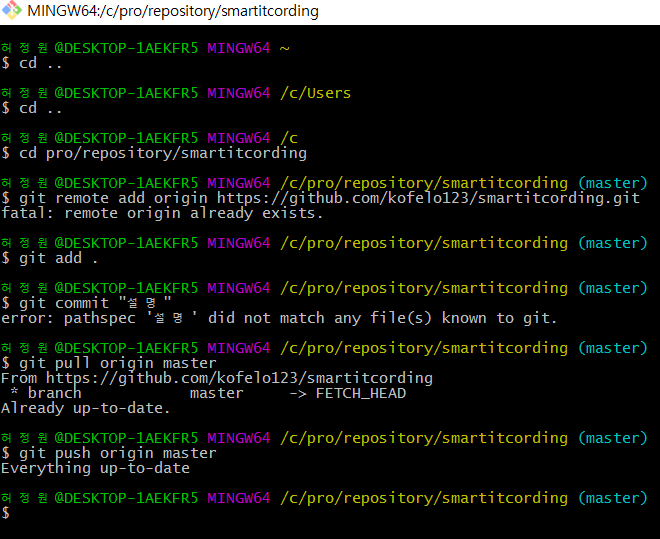 MINGW64:/c/pro/repository/smartitcording
허정원@DESKTOP-1AEKFR5 MINGW64 ~
$ cd ..
허정원@DESKTOP-1AEKFR5 MINGW64 /c/Users
$ cd ..
허정원@DESKTOP-1AEKFR5 MINGW64 /c
$ cd pro/repository/smartitcording
허정원@DESKTOP-1AEKFR5 MINGW64 /c/pro/repository/smartitcording (master)
$ git remote add origin https://github.com/kofelo123/smartitcording.git
fatal: remote origin already exists.
허정원@DESKTOP-1AEKFR5 MINGW64 /c/pro/repository/smartitcording (master)
$ git add .
허정원@DESKTOP-1AEKFR5 MINGW64 /c/pro/repository/smartitcording (master)
$ git commit "설명"
error: pathspec '설명' did not match any file(s) known to git.
허정원@DESKTOP-1AEKFR5 MINGW64 /c/pro/repository/smartitcording (master)
$ git pull origin master
From https://github.com/kofelo123/smartitcording
 * branch            master     -> FETCH_HEAD
Already up-to-date.
허정원@DESKTOP-1AEKFR5 MINGW64 /c/pro/repository/smartitcording (master)
$ git push origin master
Everything up-to-date
허정원@DESKTOP-1AEKFR5 MINGW64 /c/pro/repository/smartitcording (master)
$